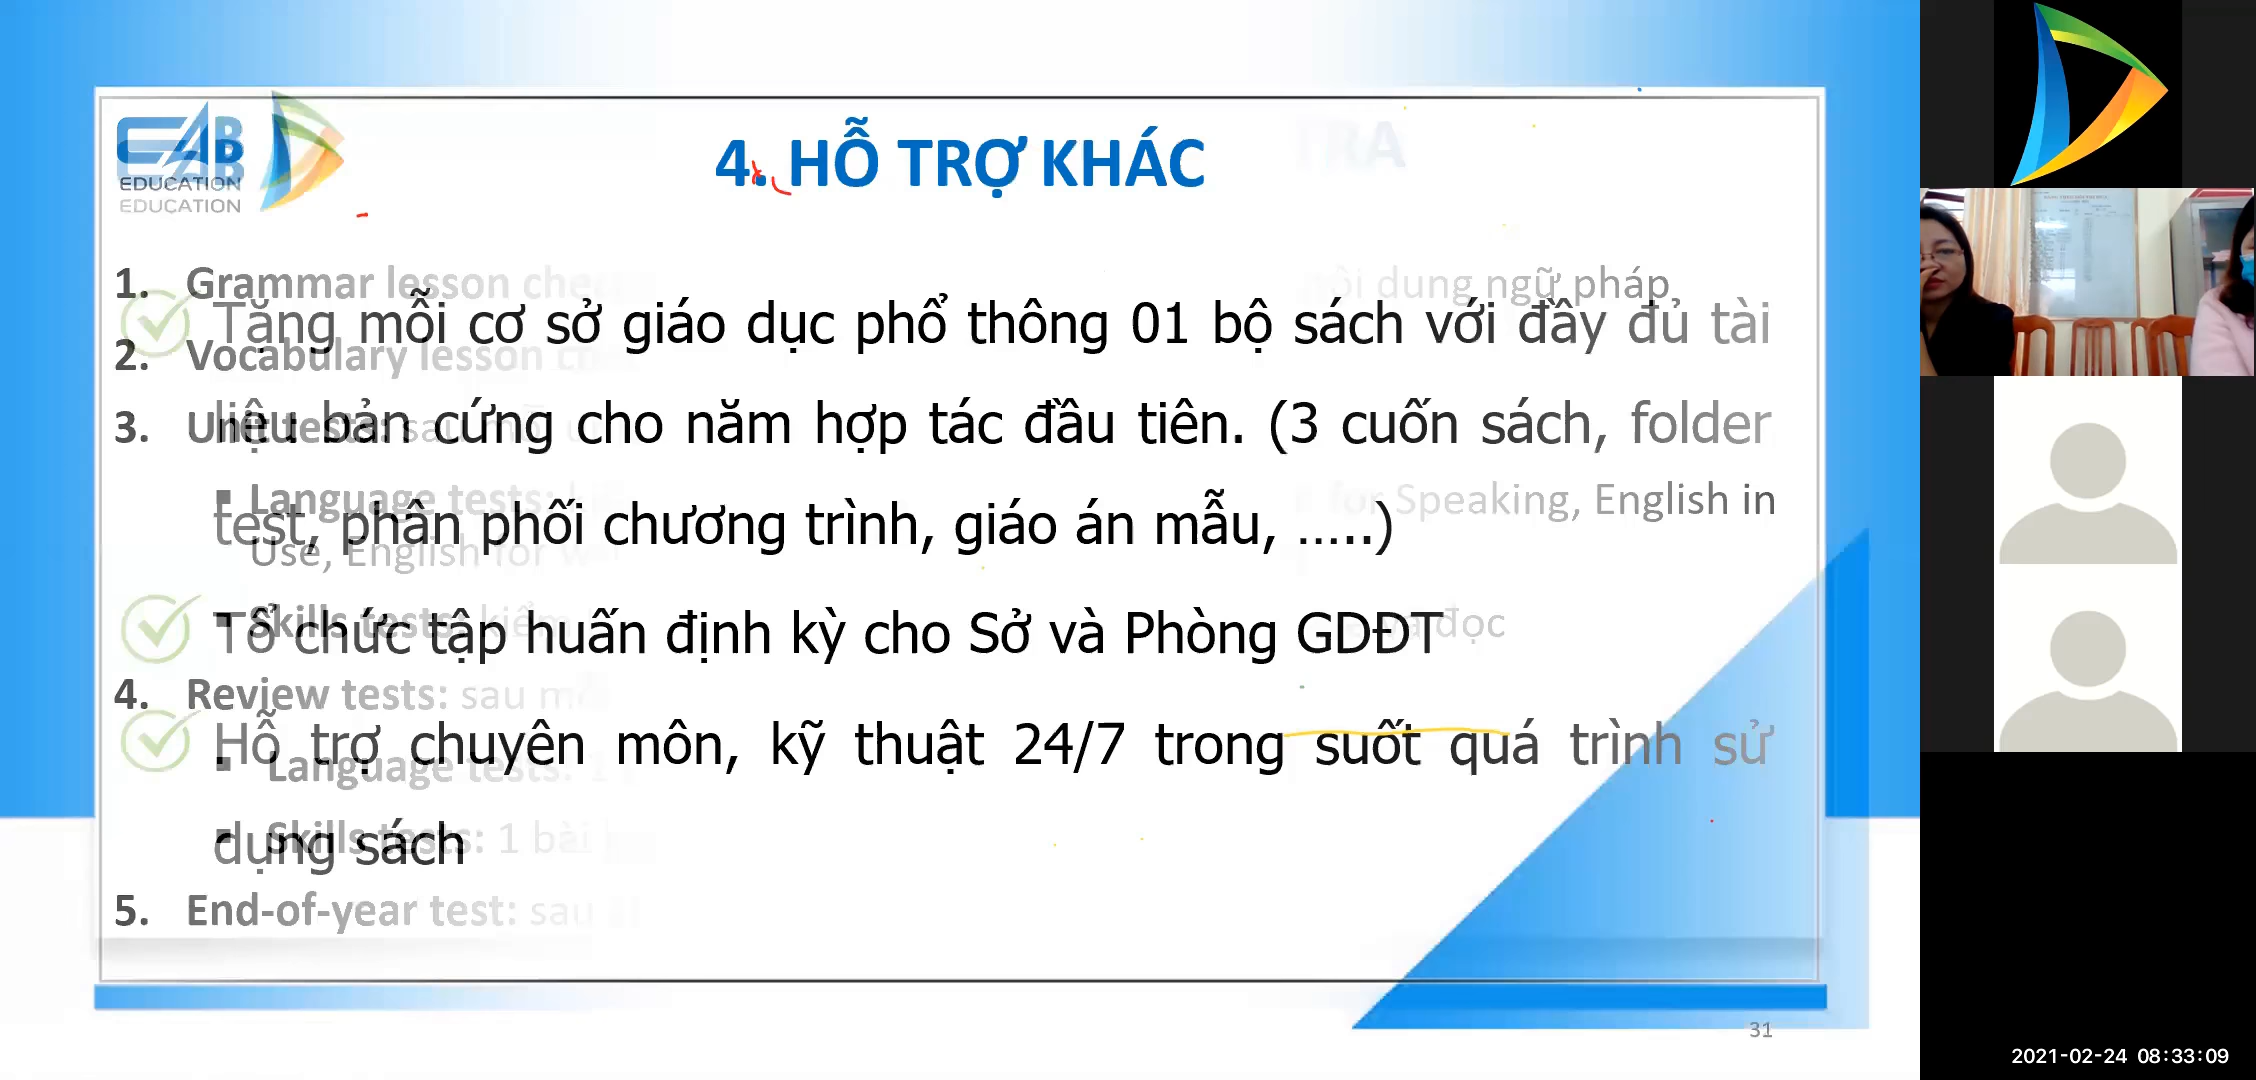 EAB
EDUCATION
EDUCATION
4. HỖ TRỢ KHÁC
TRA
1. Grammar lesson che
nội dung ngữ pháp
Tặng mỗi cơ sở giáo dục phổ thông 01 bộ sách với đầy đủ tài
2. Vocabulary lesson
liệu bản cứng cho năm hợp tác đầu tiên. (3 cuốn sách, folder
3. Unit tests: sau
Language tests:
for Speaking, English in
test, phân phối chương trình, giáo án mẫu, …..)
Use, English for
Tổ chức tập huấn định kỳ cho Sở và Phòng GDĐT
Skills tests: kiểm
đọc
4. Review tests: sau
Hỗ trợ chuyên môn, kỹ thuật 24/7 trong suốt quá trình sử
Language tests: 1
dụng sách
Skills tests: 1 bài
5. End-of-year test: sau
31
2021-02-24 08:33:09